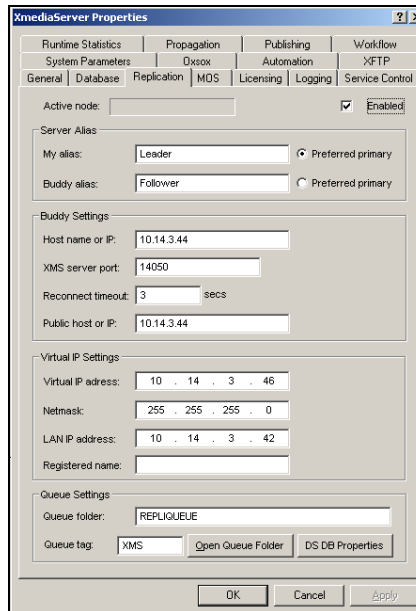 XmediaServer Properties ? ×
Runtime Statistics Propagation Publishing Workflow
System Parameters Oxsox Automation XFTP
General Database Replication MOS Licensing Logging Service Control
Active node: Enabled
Server Alias
My alias: Leader Preferred primary
Buddy alias: Follower Preferred primary
Buddy Settings
Host name or IP: 10.14.3.44
XMS server port: 14050
Reconnect timeout: 3 secs
Public host or IP: 10.14.3.44
Virtual IP Settings
Virtual IP adress: 10 . 14 . 3 . 46
Netmask: 255 . 255 . 255 . 0
LAN IP address: 10 . 14 . 3 . 42
Registered name:
Queue Settings
Queue folder: REPLIQUEUE
Queue tag: XMS Open Queue Folder DS DB Properties
OK Cancel Apply